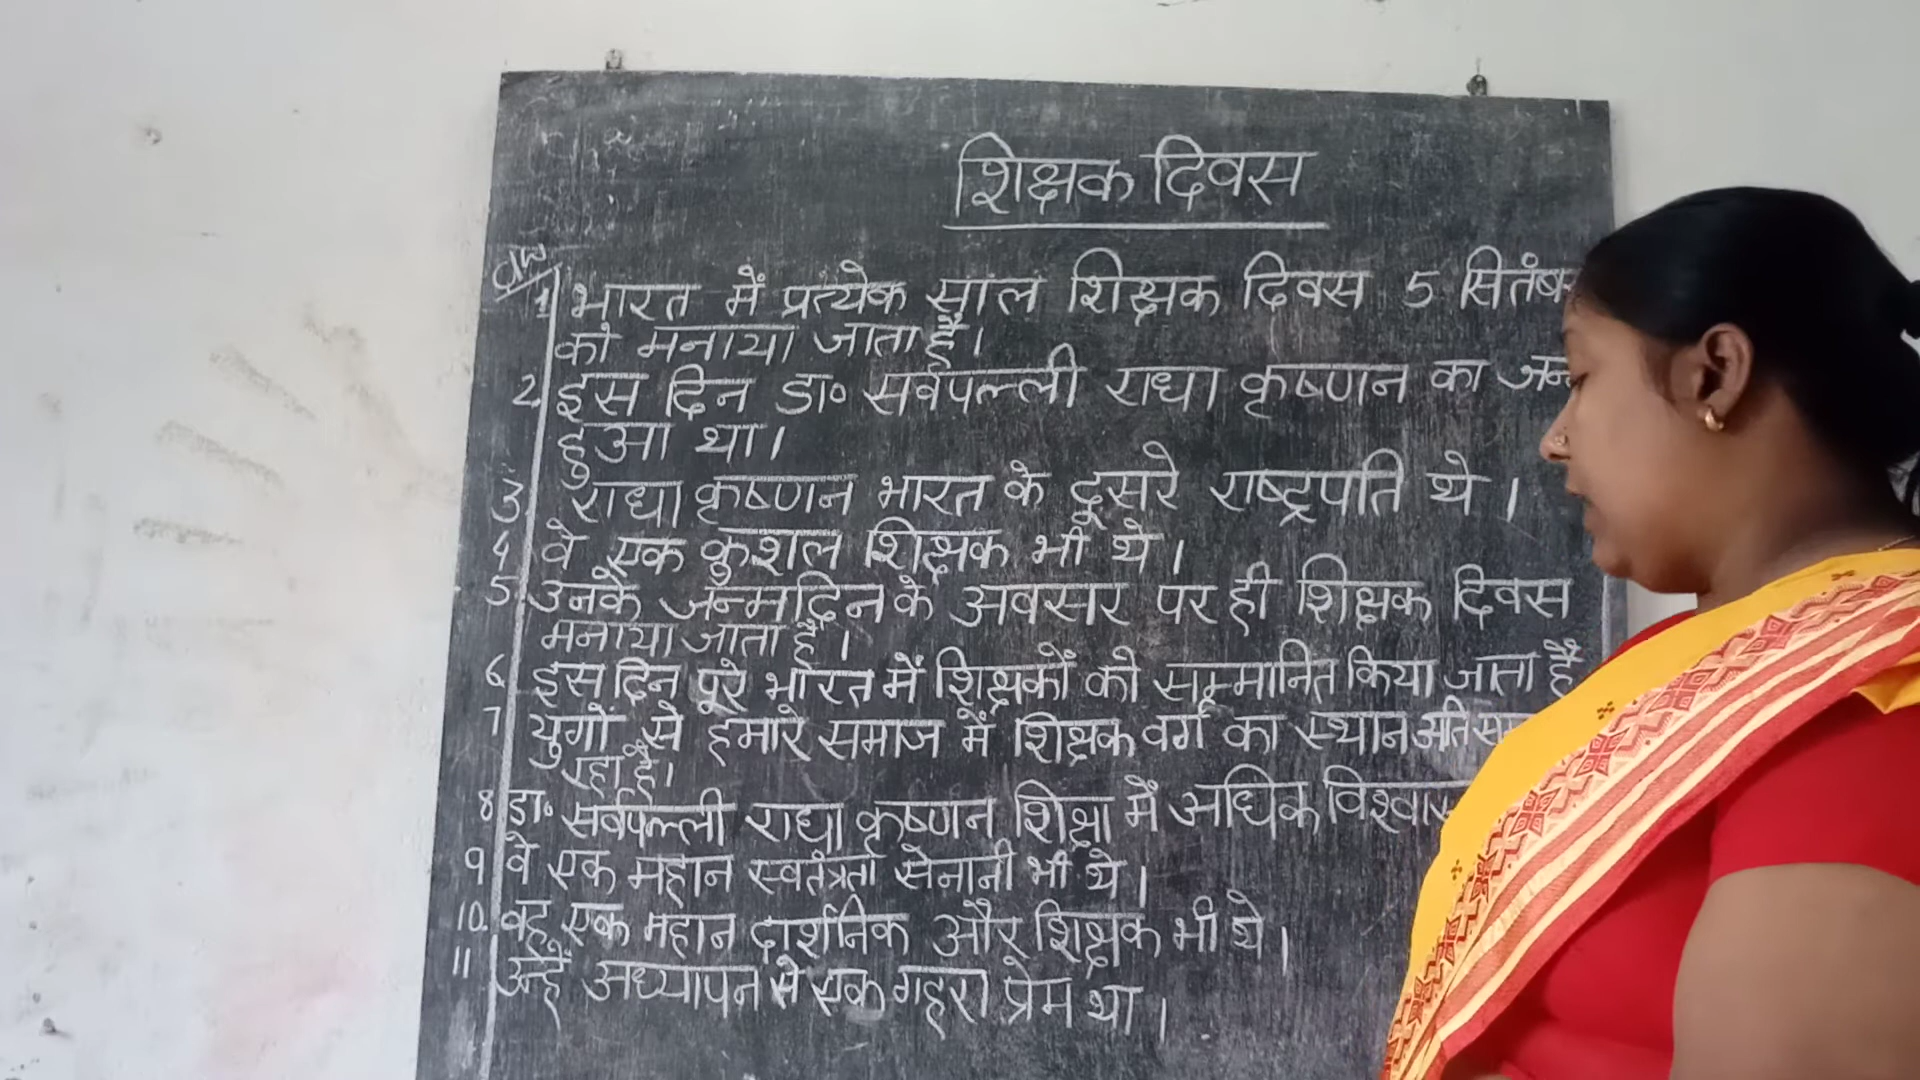 शिक्षक दिवस
CW
1 भारत में प्रत्येक साल शिक्षक दिवस 5 सितंबर
को मनाया जाता है।
2. इस दिन डा॰ सर्वपल्ली राधा कृष्णन का
हुआ था।
3. राधा कृष्णन भारत के दूसरे राष्ट्रपति थे।
4 वे एक कुशल शिक्षक भी थे।
5. उनके जन्मदिन के अवसर पर ही शिक्षक दिवस
मनाया जाता है।
6 इस दिन पूरे भारत में शिक्षकों को सम्मानित किया जाता है
7 युगों से हमारे समाज में शिक्षक वर्ग का स्थान अति
रहा है।
8 डा॰ सर्वपल्ली राधा कृष्णन शिक्षा में अधिक
9 वे एक महान स्वतंत्रता सेनानी भी थे।
10. वह एक महान दार्शनिक और शिक्षक भी थे।
11 उन्हें अध्यापन से एक गहरा प्रेम था।